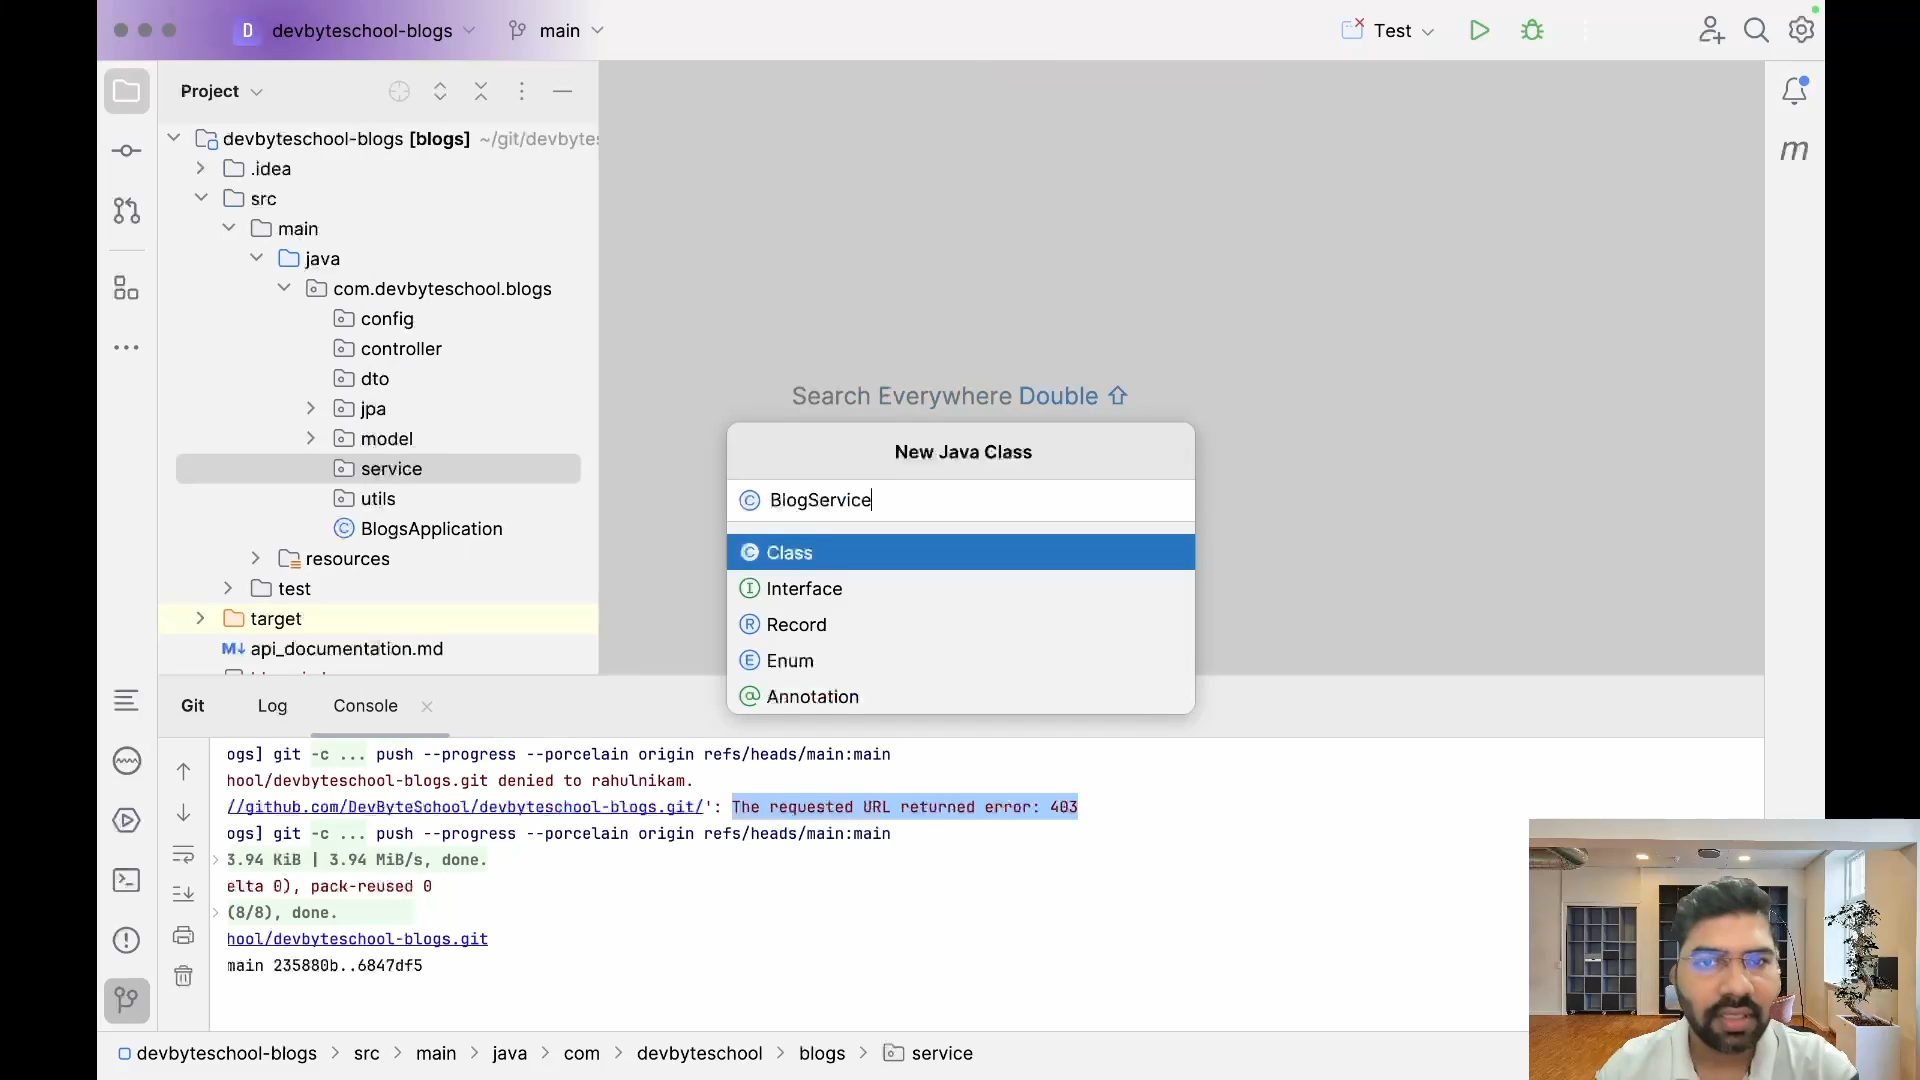 D devbyteschool-blogs main Test
Project
devbyteschool-blogs [blogs] ~/git/devbytes
.idea
src
main
java
com.devbyteschool.blogs
config
controller
dto
jpa
model
service
utils
BlogsApplication
resources
test
target
M↓ api_documentation.md
m
Search Everywhere Double ⇧
New Java Class
C BlogService
C Class
I Interface
R Record
E Enum
@ Annotation
Git Log Console
ogs] git -c ... push --progress --porcelain origin refs/heads/main:main
hool/devbyteschool-blogs.git denied to rahulnikam.
//github.com/DevByteSchool/devbyteschool-blogs.git/': The requested URL returned error: 403
ogs] git -c ... push --progress --porcelain origin refs/heads/main:main
3.94 KiB | 3.94 MiB/s, done.
elta 0), pack-reused 0
(8/8), done.
hool/devbyteschool-blogs.git
main 235880b..6847df5
devbyteschool-blogs > src > main > java > com > devbyteschool > blogs > service